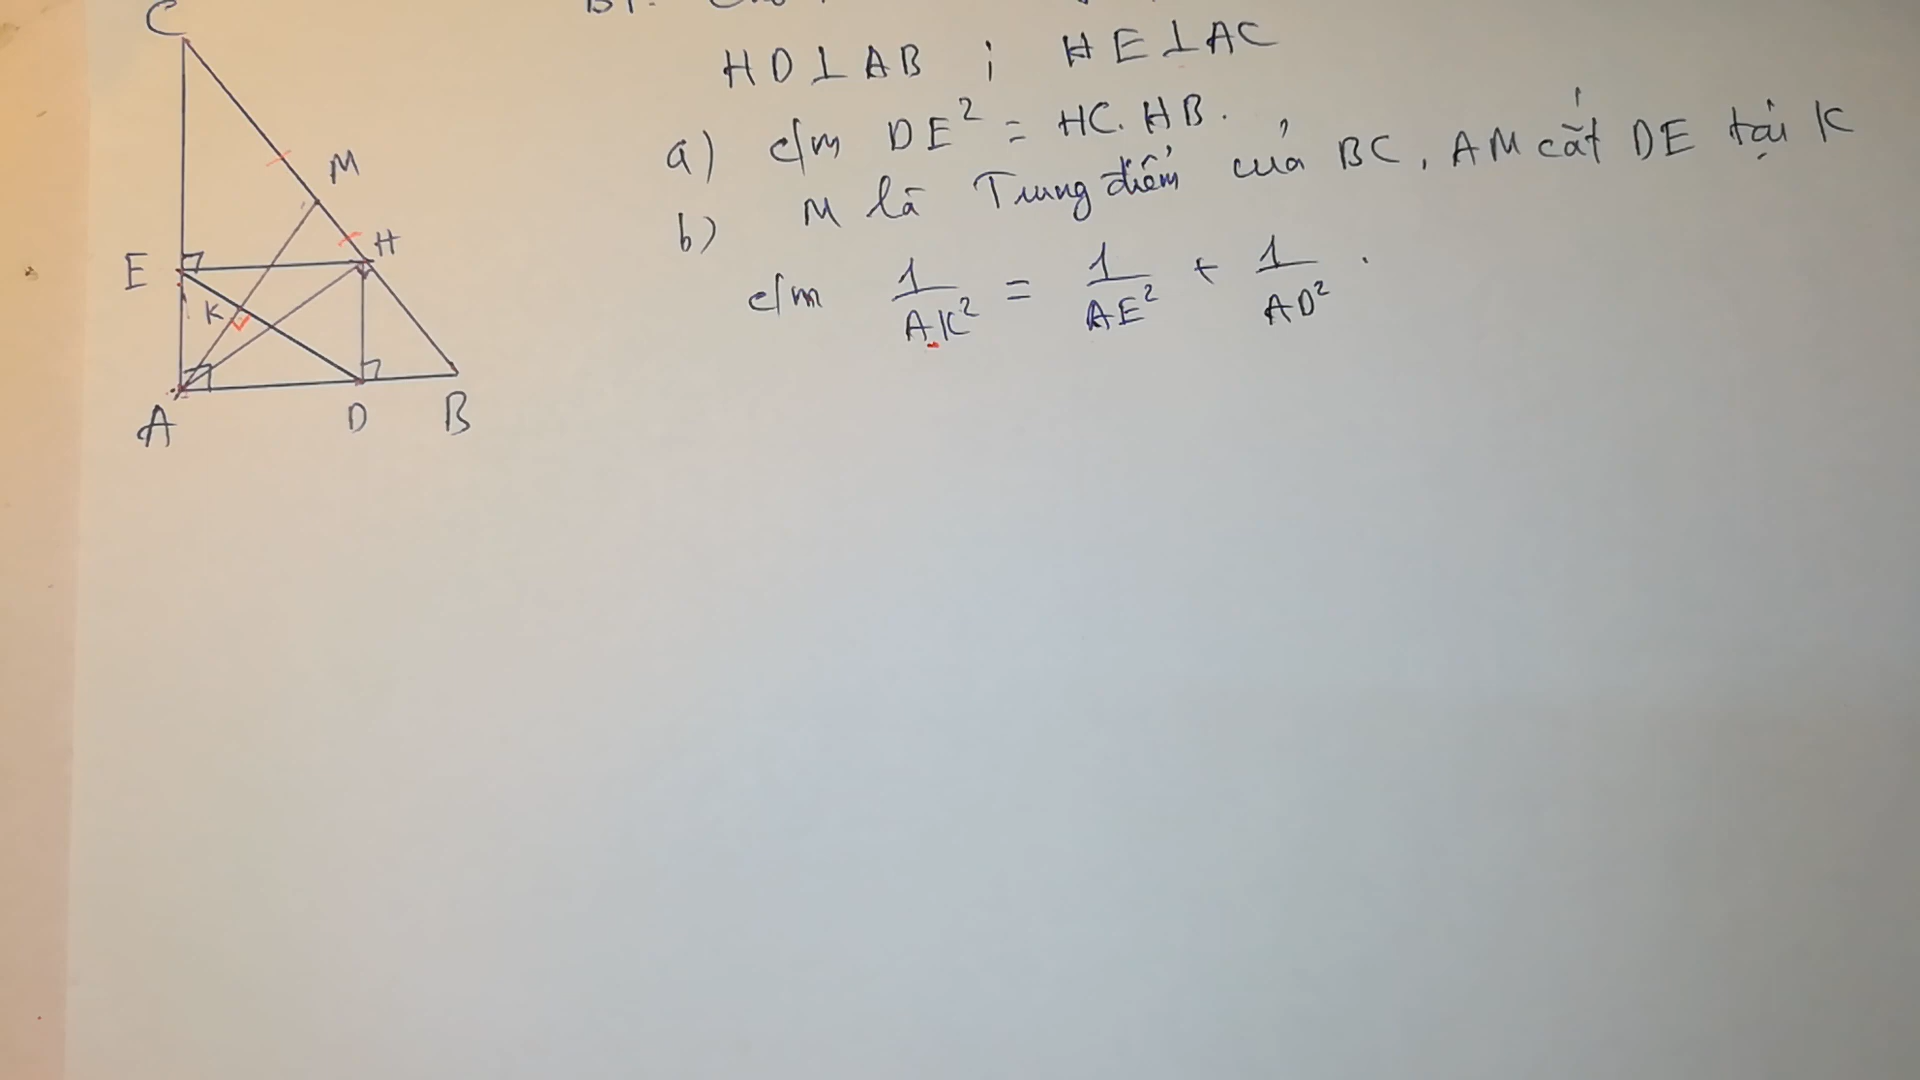 C
M
H
E
K
A
D
B
HD⊥AB ; HE⊥AC
a) c/m DE² = HC.HB.
b) M là Trung điểm của BC, AM cắt DE tại K
c/m 1/AK² = 1/AE² + 1/AD².